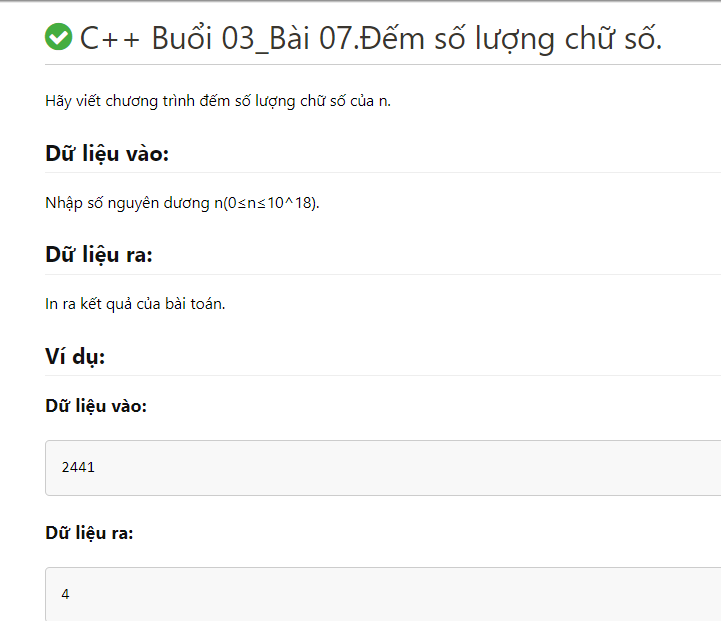 C++ Buổi 03_Bài 07.Đếm số lượng chữ số.
Hãy viết chương trình đếm số lượng chữ số của n.
Dữ liệu vào:
Nhập số nguyên dương n(0≤n≤10^18).
Dữ liệu ra:
In ra kết quả của bài toán.
Ví dụ:
Dữ liệu vào:
2441
Dữ liệu ra:
4